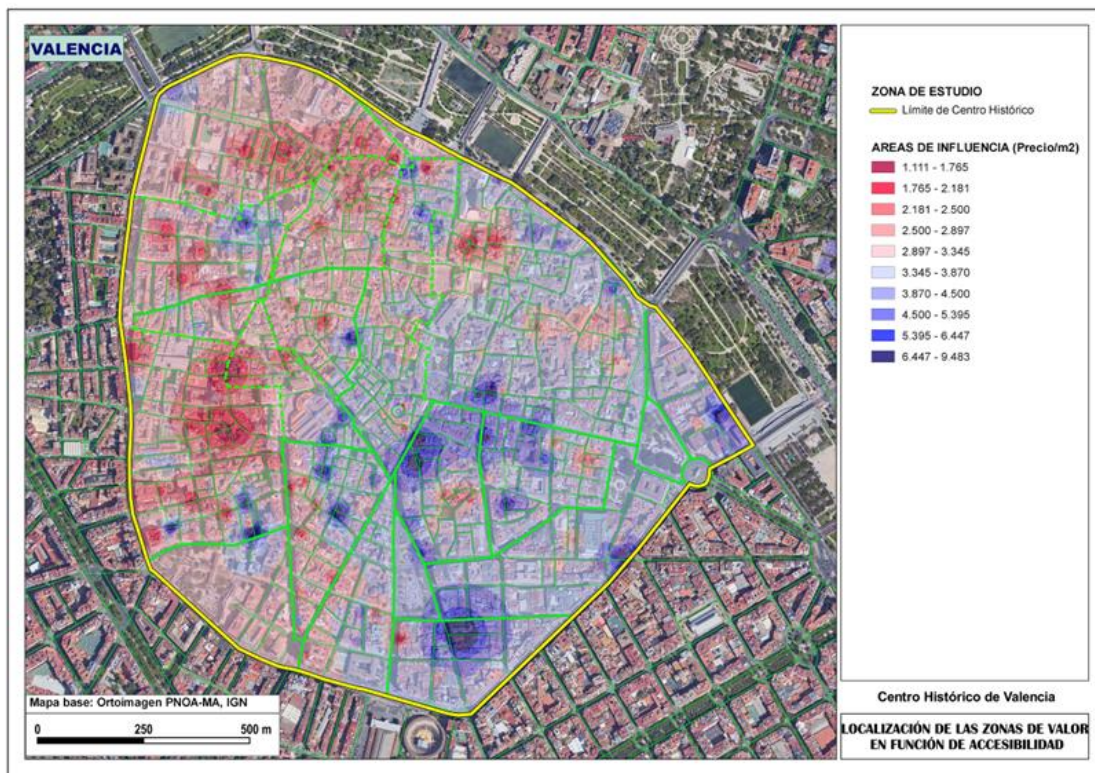 VALENCIA
ZONA DE ESTUDIO
Límite de Centro Histórico
AREAS DE INFLUENCIA (Precio/m2)
1.111 - 1.765
1.765 - 2.181
2.181 - 2.500
2.500 - 2.897
2.897 - 3.345
3.345 - 3.870
3.870 - 4.500
4.500 - 5.395
5.395 - 6.447
6.447 - 9.483
Mapa base: Ortoimagen PNOA-MA, IGN
0 250 500 m
Centro Histórico de Valencia
LOCALIZACIÓN DE LAS ZONAS DE VALOR
EN FUNCIÓN DE ACCESIBILIDAD